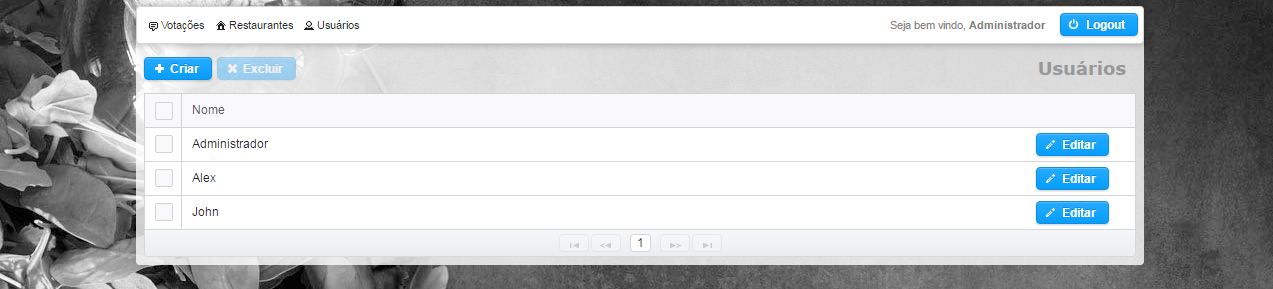 Votações Restaurantes Usuários Seja bem vindo, Administrador Logout
Criar Excluir Usuários
Nome
Administrador Editar
Alex Editar
John Editar
1